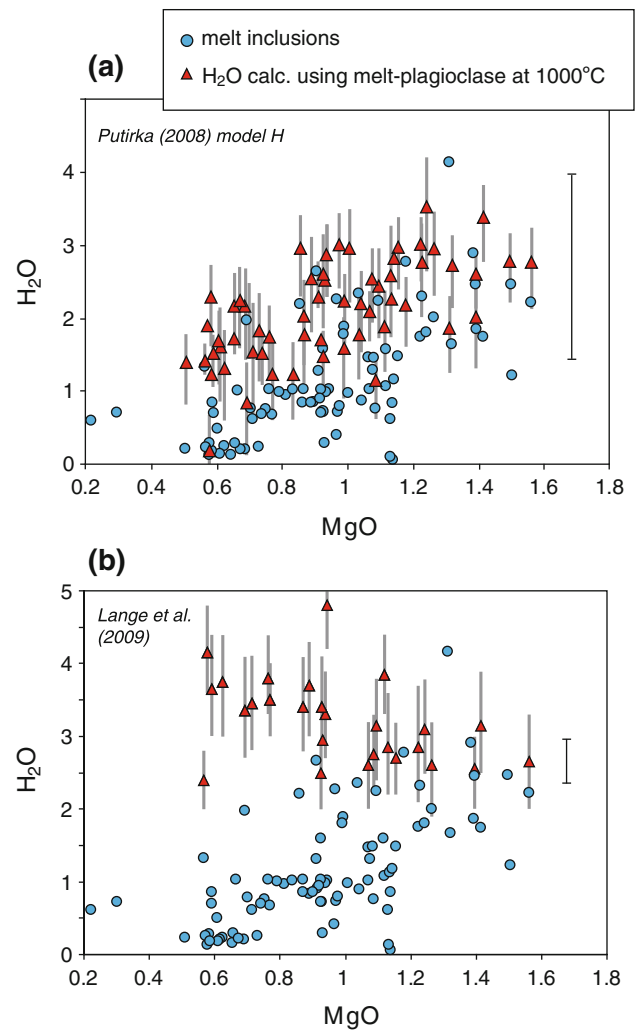 melt inclusions
H₂O calc. using melt-plagioclase at 1000°C
(a)
Putirka (2008) model H
4
3
2
1
0
H₂O
0.2 0.4 0.6 0.8 1 1.2 1.4 1.6 1.8
MgO
(b)
5
Lange et al.
(2009)
4
3
2
1
0
H₂O
0.2 0.4 0.6 0.8 1 1.2 1.4 1.6 1.8
MgO